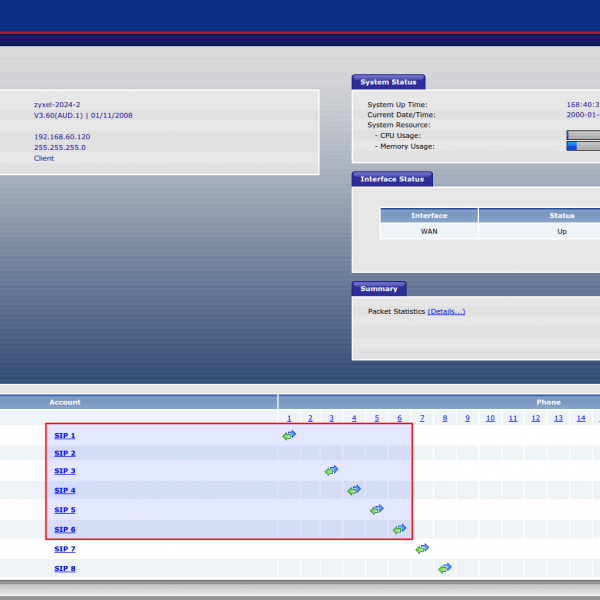 System Status
zyxel-2024-2
V3.60(AUD.1) | 01/11/2008
192.168.60.120
255.255.255.0
Client
System Up Time: 168:40:3
Current Date/Time: 2000-01-
System Resource:
- CPU Usage:
- Memory Usage:
Interface Status
Interface Status
WAN Up
Summary
Packet Statistics (Details...)
Account Phone
1 2 3 4 5 6 7 8 9 10 11 12 13 14
SIP 1
SIP 2
SIP 3
SIP 4
SIP 5
SIP 6
SIP 7
SIP 8